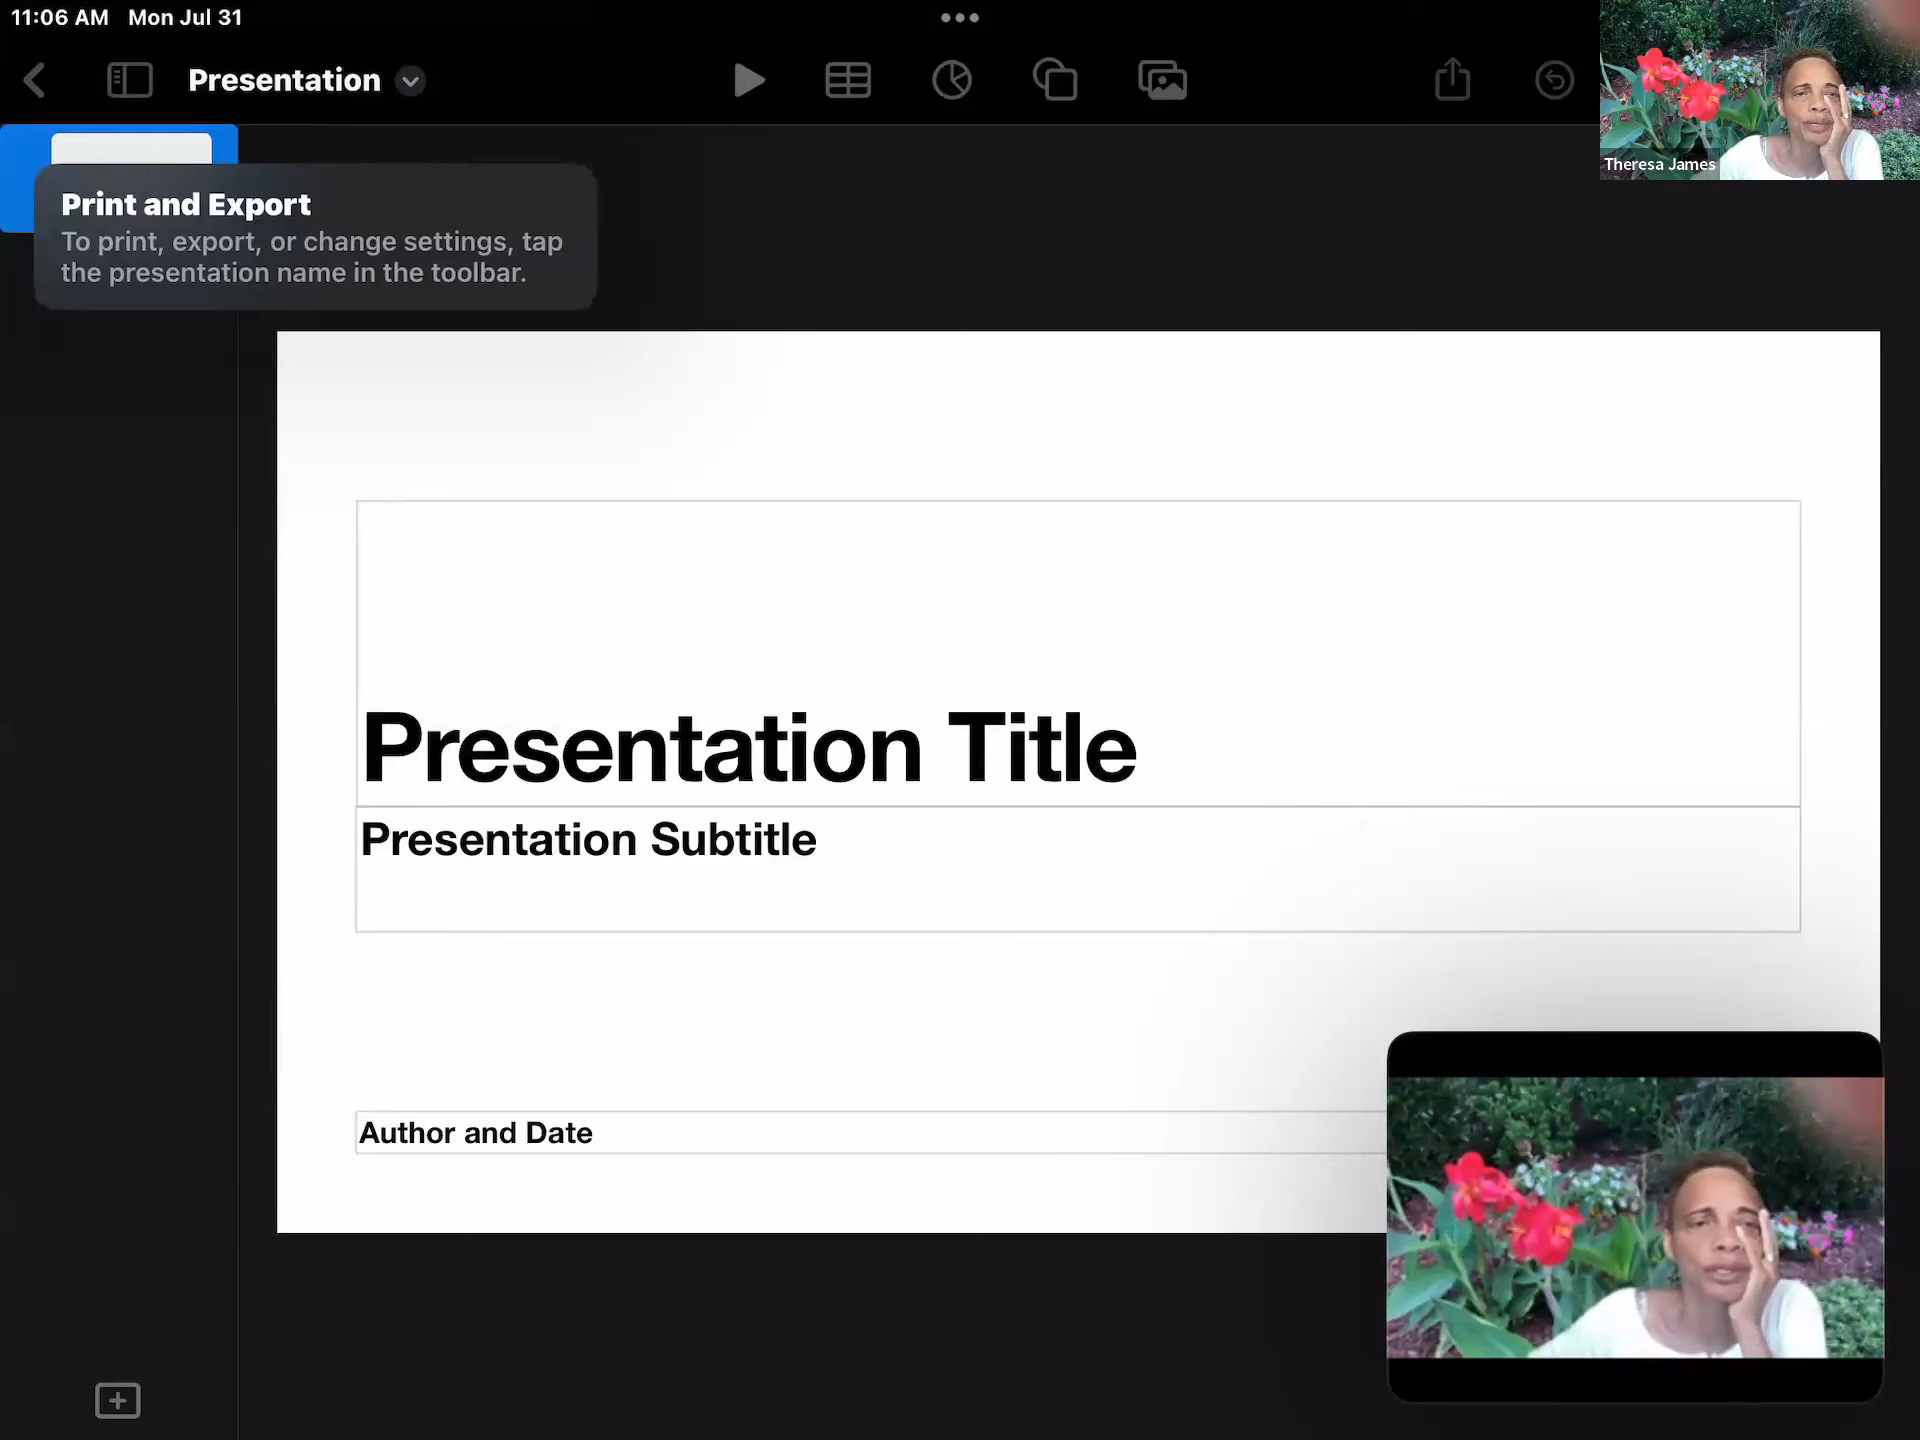 11:06 AM Mon Jul 31
Presentation
Theresa James
Print and Export
To print, export, or change settings, tap
the presentation name in the toolbar.
Presentation Title
Presentation Subtitle
Author and Date